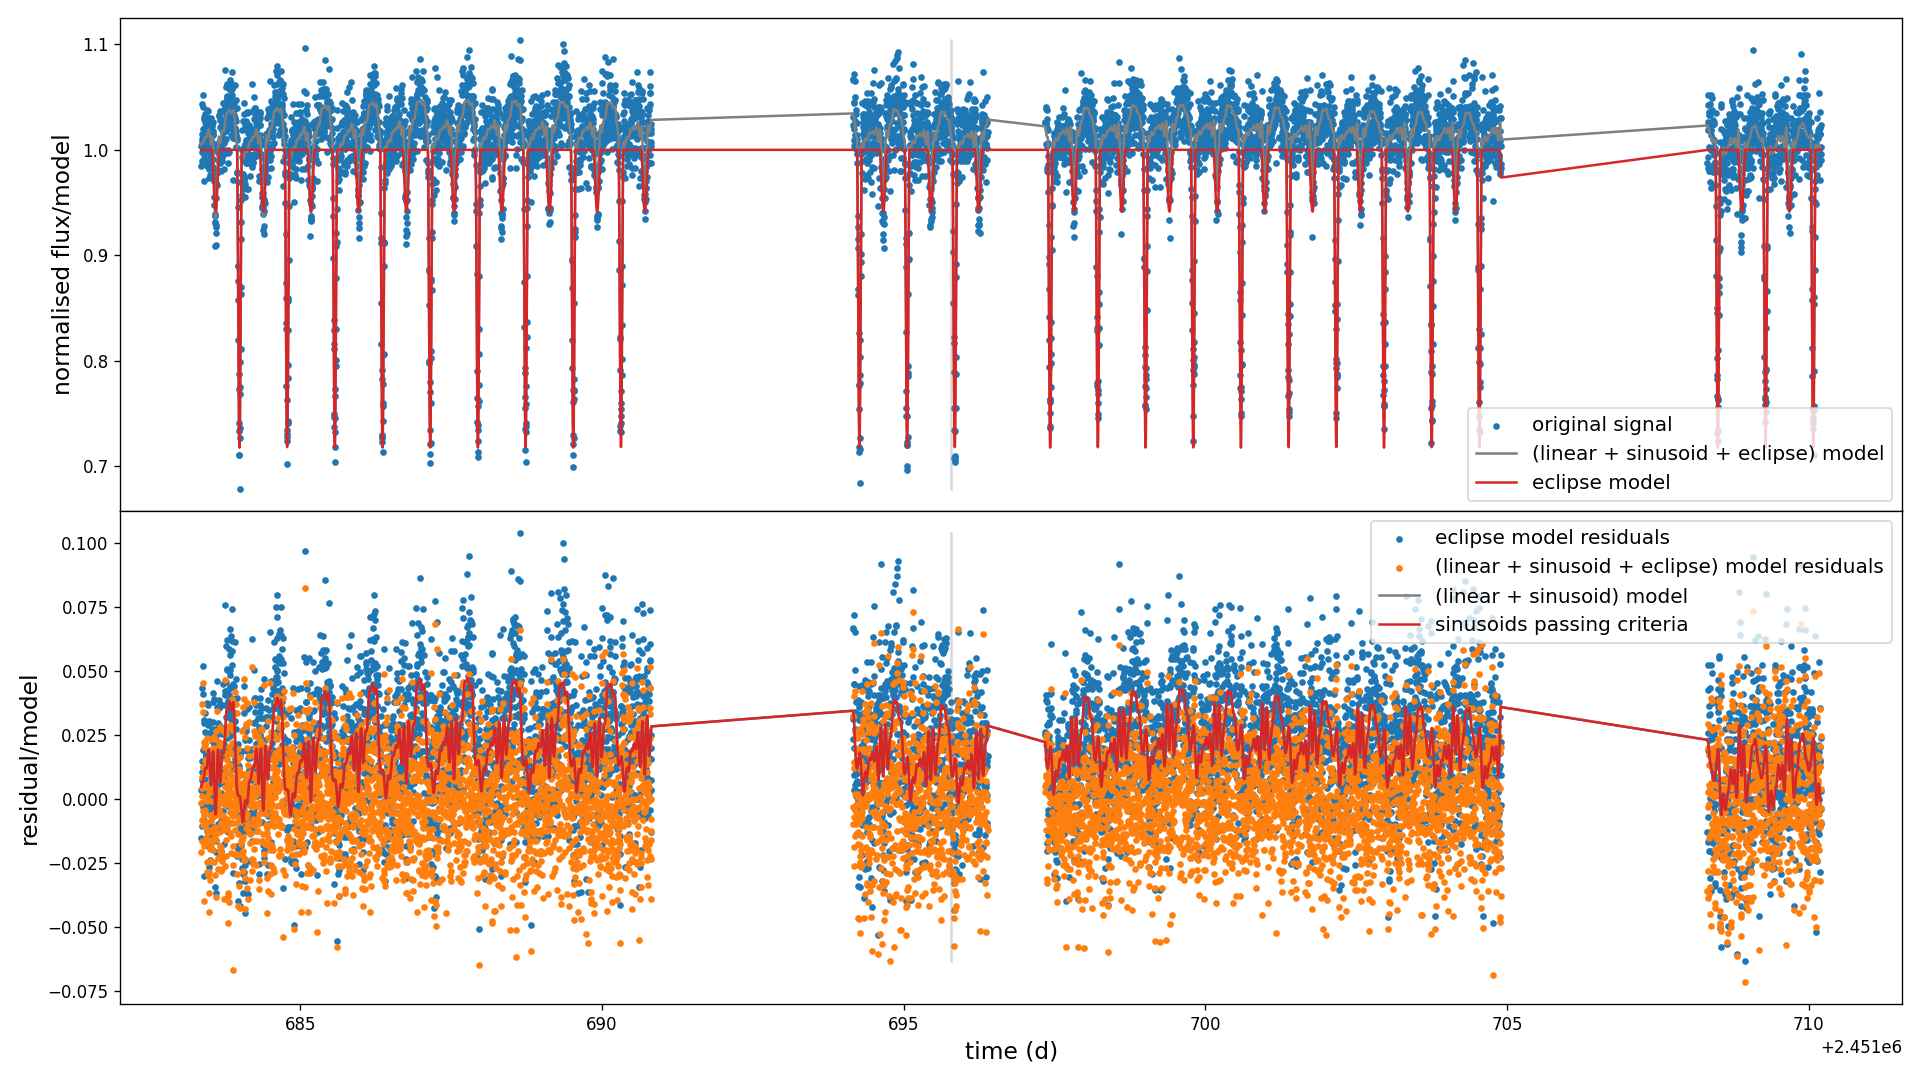 1.1
1.0
0.9
0.8
0.7
normalised flux/model
original signal
(linear + sinusoid + eclipse) model
eclipse model
0.100
0.075
0.050
0.025
0.000
−0.025
−0.050
−0.075
residual/model
eclipse model residuals
(linear + sinusoid + eclipse) model residuals
(linear + sinusoid) model
sinusoids passing criteria
685
690
695
700
705
710
time (d)
+2.451e6